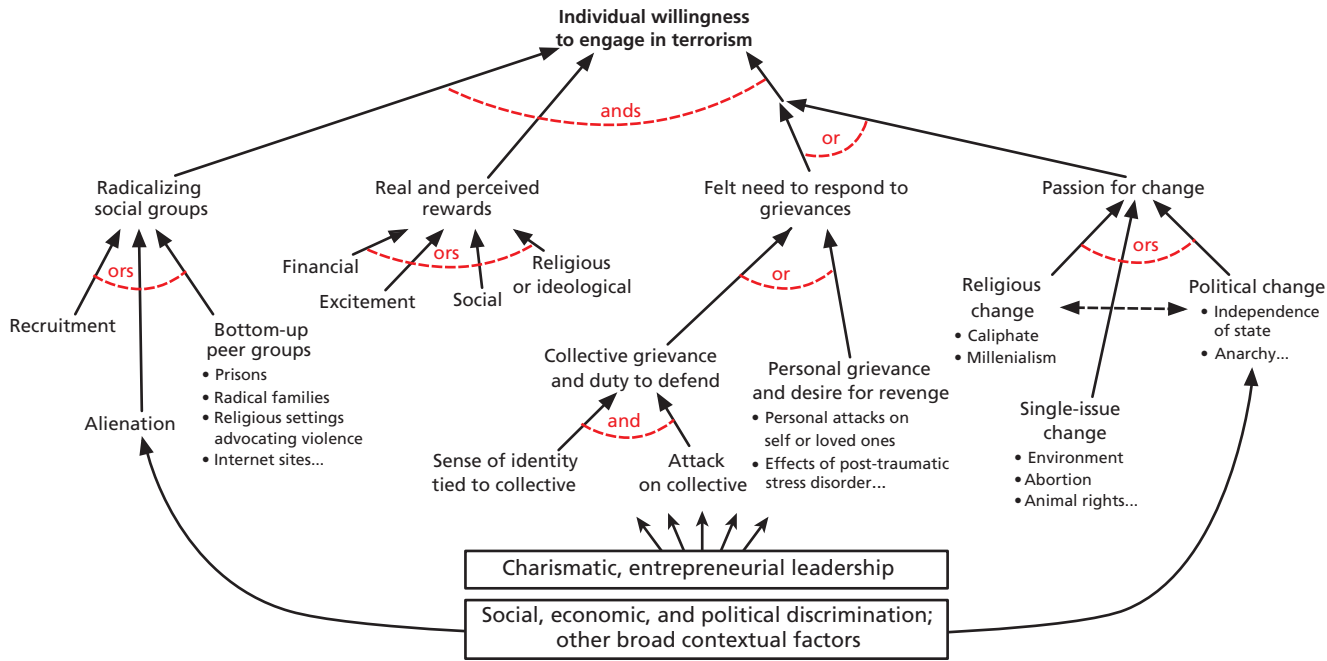 Individual willingness
to engage in terrorism
ands
or
Radicalizing
social groups
Real and perceived
rewards
Felt need to respond to
grievances
Passion for change
ors
Recruitment
Alienation
Bottom-up
peer groups
• Prisons
• Radical families
• Religious settings
advocating violence
• Internet sites...
ors
Financial
Excitement
Social
Religious
or ideological
or
Collective grievance
and duty to defend
and
Sense of identity
tied to collective
Attack
on collective
Personal grievance
and desire for revenge
• Personal attacks on
self or loved ones
• Effects of post-traumatic
stress disorder...
ors
Religious
change
• Caliphate
• Millenialism
Single-issue
change
• Environment
• Abortion
• Animal rights...
Political change
• Independence
of state
• Anarchy...
Charismatic, entrepreneurial leadership
Social, economic, and political discrimination;
other broad contextual factors